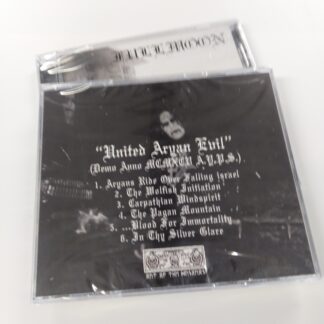 FULLMOON
"United Aryan Evil"
(Demo Anno MCMXCV A.Y.P.S.)
1. Aryans Ride Over Falling israel
2. The Wolfish Initiation
3. Carpathian Windspirit
4. The Pagan Mountain
5. ...Blood For Immortality
6. In Thy Silver Glare